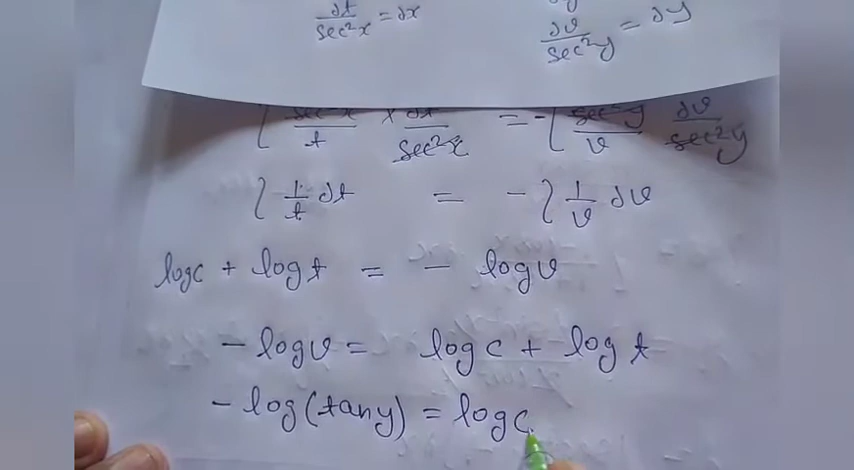 dt/sec²x = dx dv/sec²y = dy
∫ sec²x/t × dt/sec²x = -∫ sec²y/v dv/sec²y
∫ 1/t dt = - ∫ 1/v dv
logc + logt = - logv
- logv = logc + logt
- log(tany) = logc